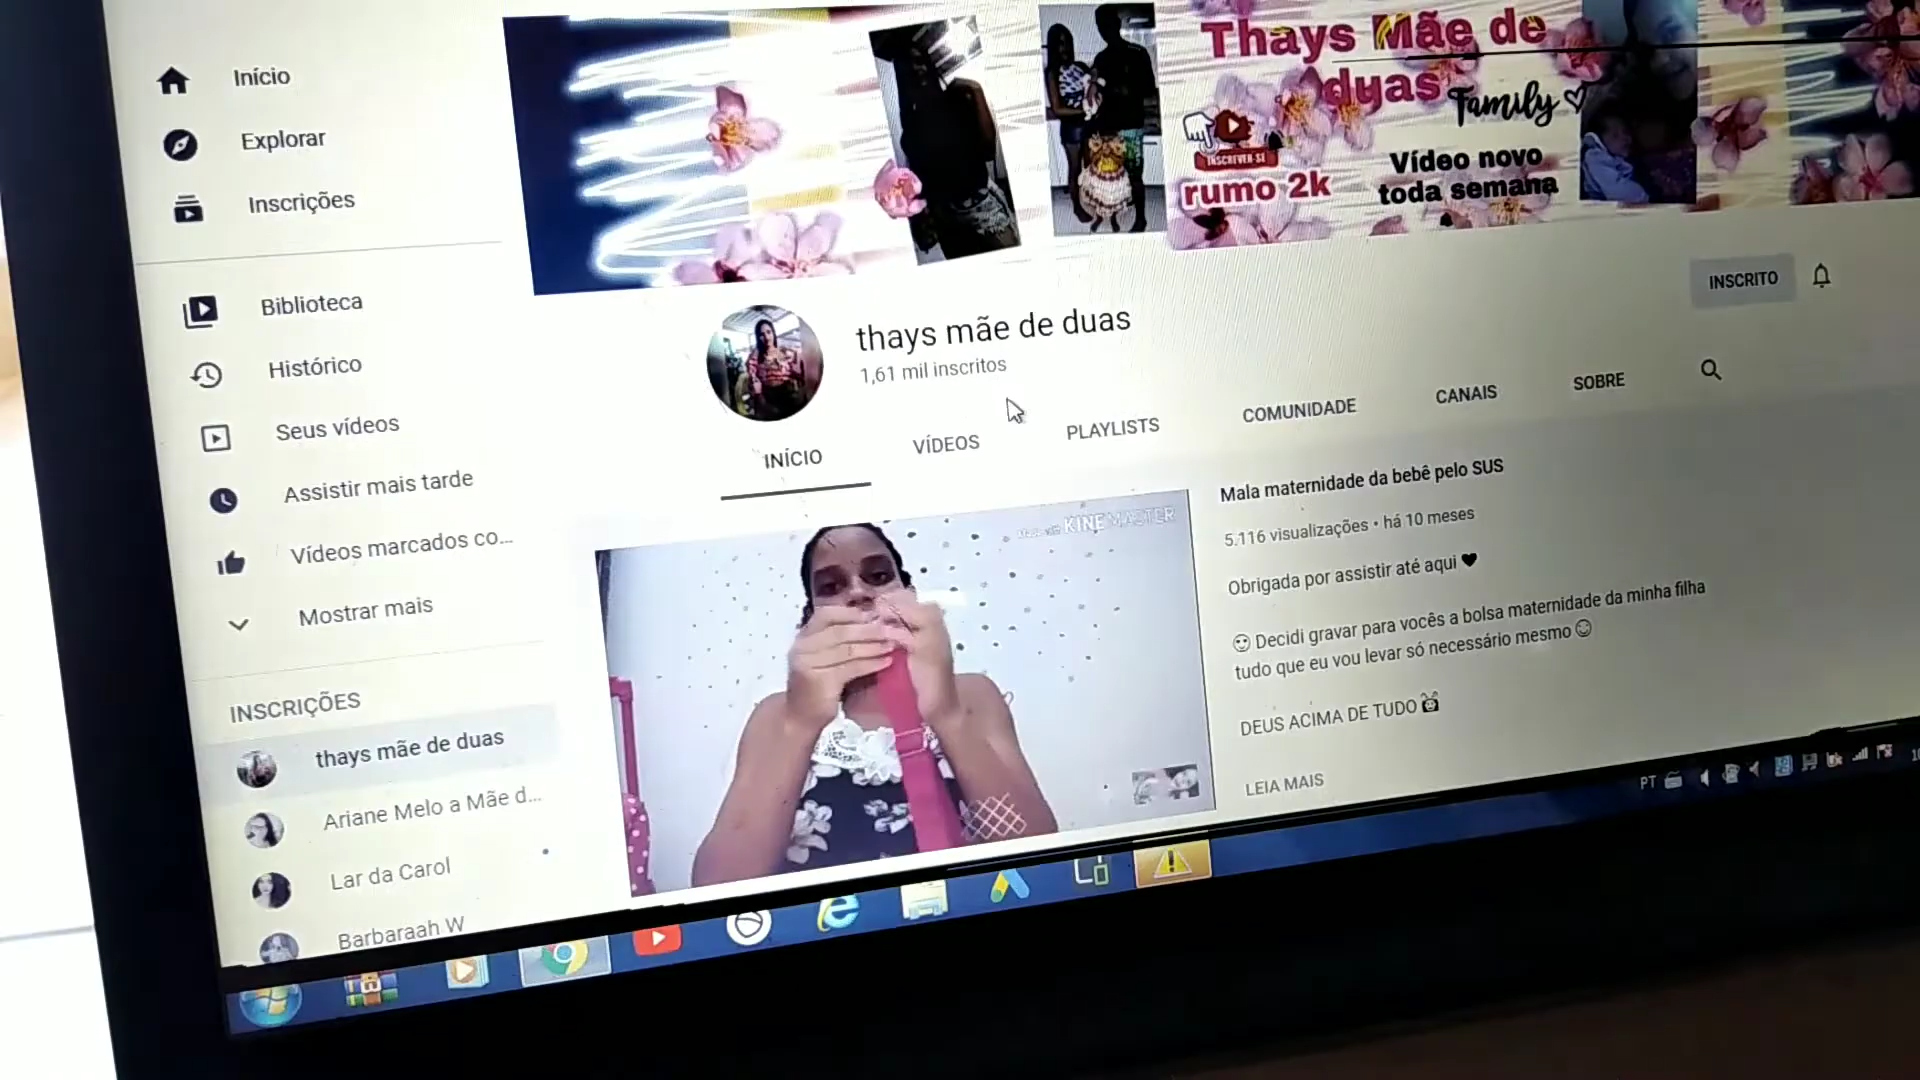 Início
Explorar
Inscrições
Biblioteca
Histórico
Seus vídeos
Assistir mais tarde
Vídeos marcados co...
Mostrar mais
INSCRIÇÕES
thays mãe de duas
Ariane Melo a Mãe d...
Lar da Carol
Barbaraah W
Thays Mãe de
duas
Family
INSCREVER-SE
rumo 2k
Vídeo novo
toda semana
thays mãe de duas
1,61 mil inscritos
INSCRITO
INÍCIO
VÍDEOS
PLAYLISTS
COMUNIDADE
CANAIS
SOBRE
Made with KINEMASTER
Mala maternidade da bebê pelo SUS
5.116 visualizações • há 10 meses
Obrigada por assistir até aqui ♥
☺ Decidi gravar para vocês a bolsa maternidade da minha filha
tudo que eu vou levar só necessário mesmo ☺
DEUS ACIMA DE TUDO
LEIA MAIS
PT